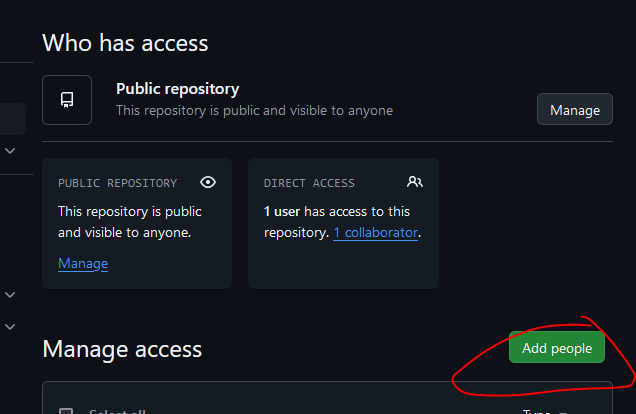 Who has access
Public repository
This repository is public and visible to anyone
Manage
PUBLIC REPOSITORY
This repository is public
and visible to anyone.
Manage
DIRECT ACCESS
1 user has access to this
repository. 1 collaborator.
Manage access
Add people
Select all
Type